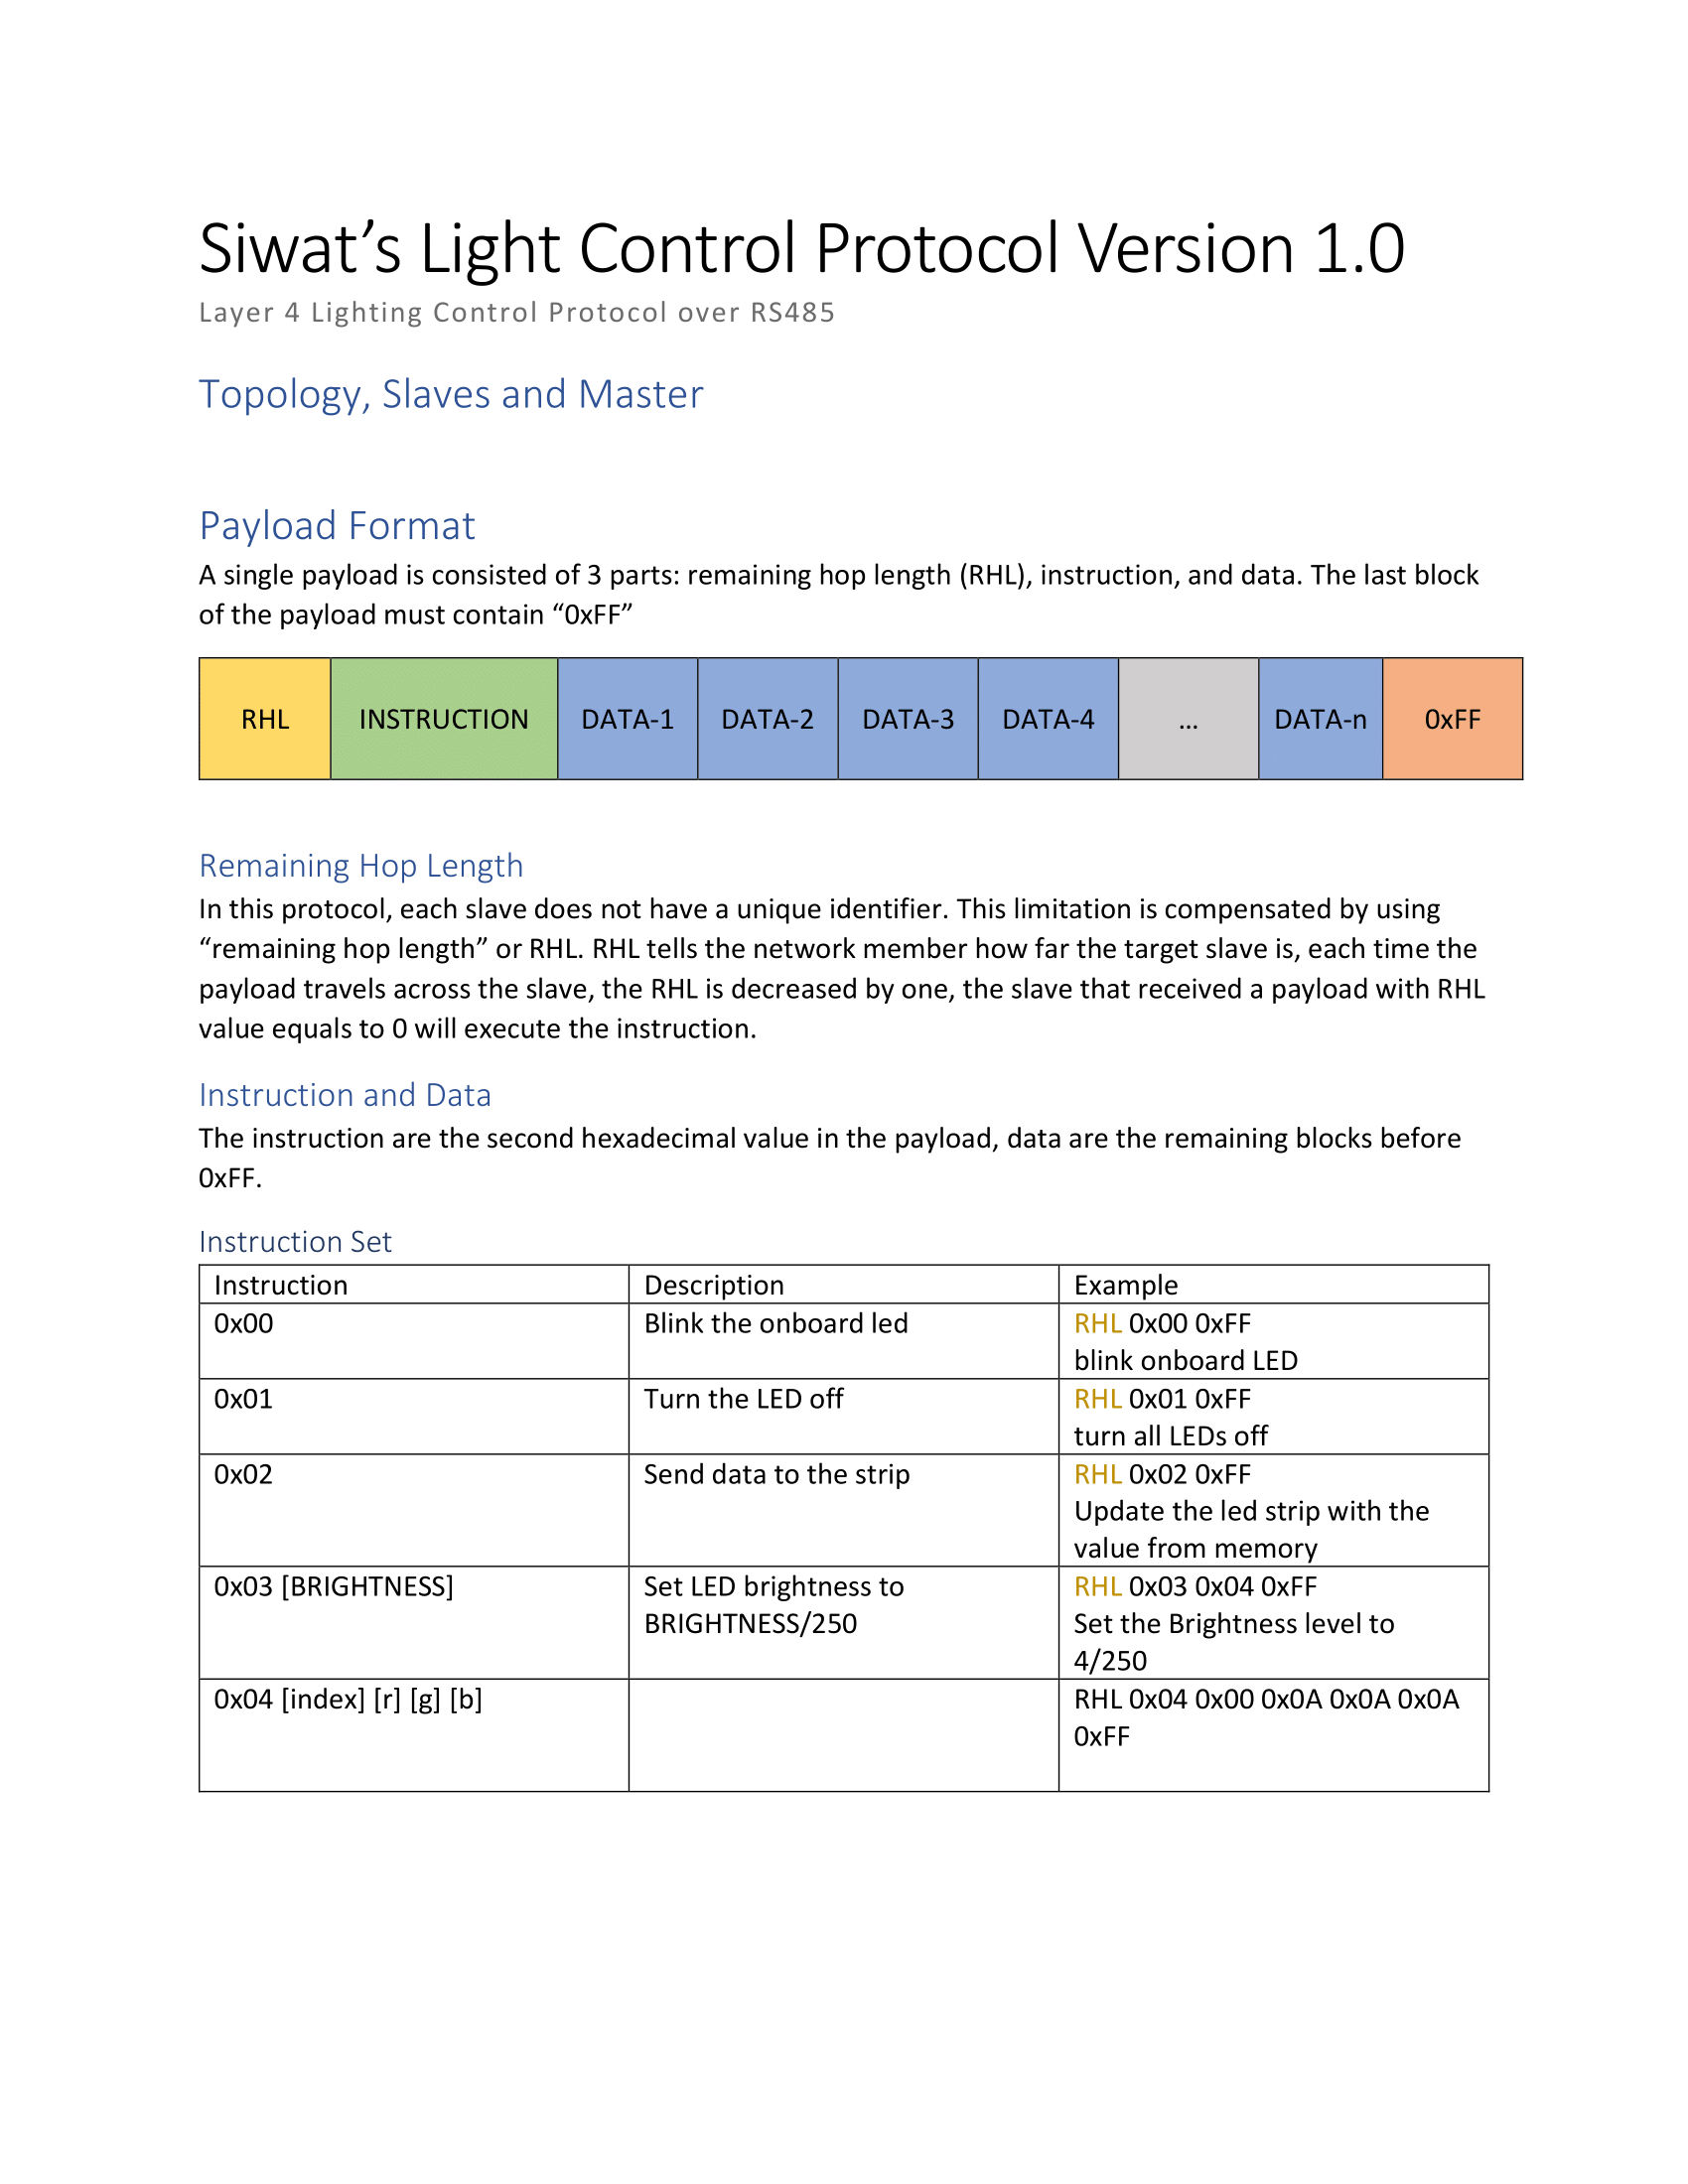 Siwat’s Light Control Protocol Version 1.0
Layer 4 Lighting Control Protocol over RS485
Topology, Slaves and Master
Payload Format
A single payload is consisted of 3 parts: remaining hop length (RHL), instruction, and data. The last block
of the payload must contain “0xFF”
RHL INSTRUCTION DATA-1 DATA-2 DATA-3 DATA-4 ... DATA-n 0xFF
Remaining Hop Length
In this protocol, each slave does not have a unique identifier. This limitation is compensated by using
“remaining hop length” or RHL. RHL tells the network member how far the target slave is, each time the
payload travels across the slave, the RHL is decreased by one, the slave that received a payload with RHL
value equals to 0 will execute the instruction.
Instruction and Data
The instruction are the second hexadecimal value in the payload, data are the remaining blocks before
0xFF.
Instruction Set
Instruction Description Example
0x00 Blink the onboard led RHL 0x00 0xFF
blink onboard LED
0x01 Turn the LED off RHL 0x01 0xFF
turn all LEDs off
0x02 Send data to the strip RHL 0x02 0xFF
Update the led strip with the
value from memory
0x03 [BRIGHTNESS] Set LED brightness to RHL 0x03 0x04 0xFF
BRIGHTNESS/250 Set the Brightness level to
4/250
0x04 [index] [r] [g] [b] RHL 0x04 0x00 0x0A 0x0A 0x0A
0xFF